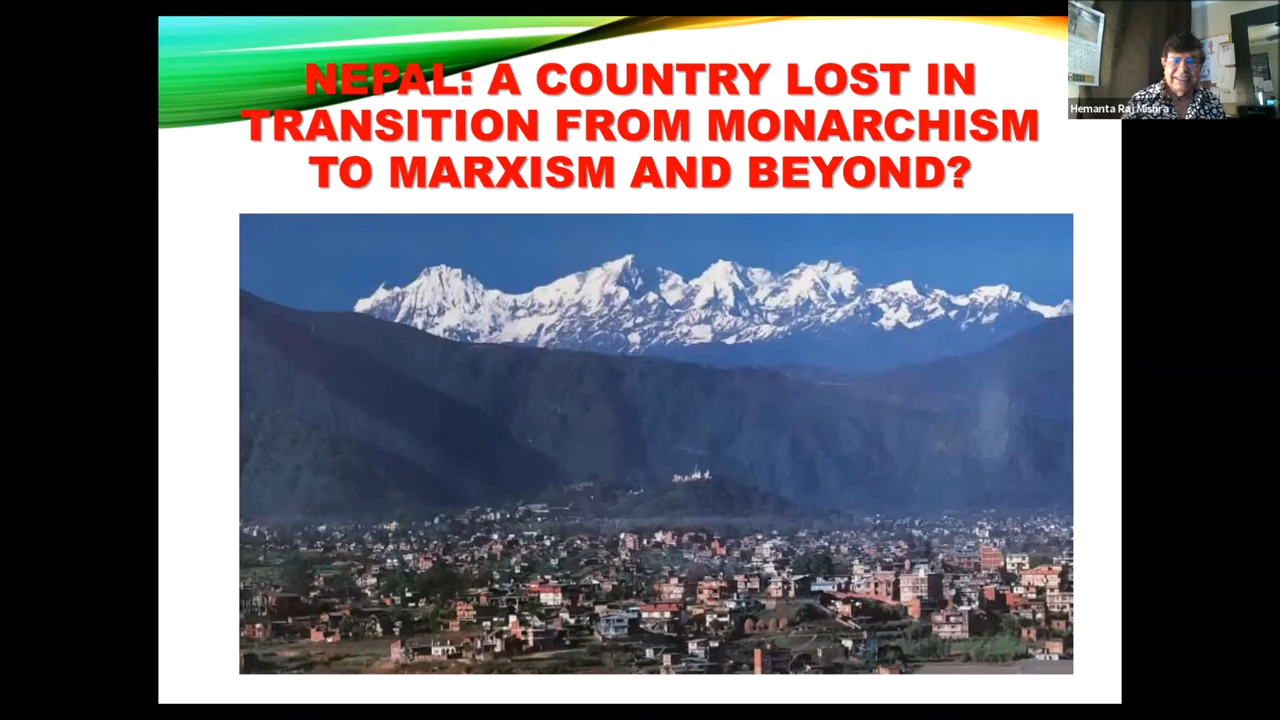 NEPAL: A COUNTRY LOST IN
TRANSITION FROM MONARCHISM
TO MARXISM AND BEYOND?
Hemanta Raj Mishra